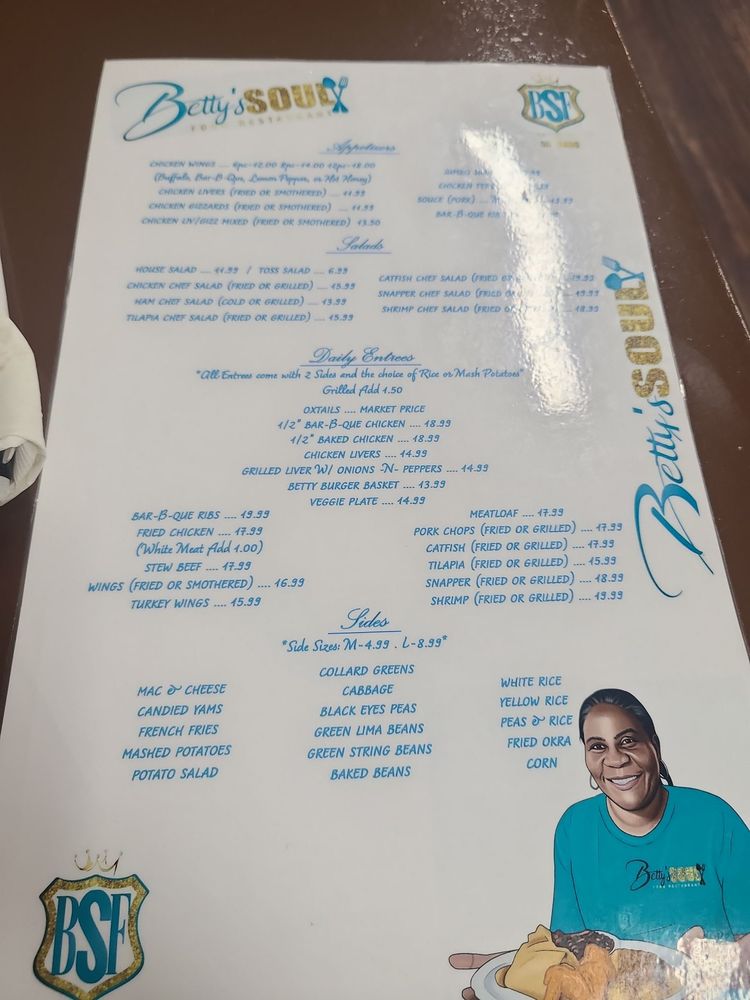 Betty's SOUL
FOOD RESTAURANT
BSF
Appetizers
CHICKEN WINGS .... 6pc-12.00 8pc-14.00 12pc-18.00
(Buffalo, Bar-B-Que, Lemon Pepper, or Hot Honey)
CHICKEN LIVERS (FRIED OR SMOTHERED) .... 11.99
CHICKEN GIZZARDS (FRIED OR SMOTHERED) .... 11.99
CHICKEN LIV/GIZZ MIXED (FRIED OR SMOTHERED) 13.50
CHICKEN
SOUCE (PORK) ....
BAR-B-QUE
Salads
HOUSE SALAD .... 11.99 / TOSS SALAD .... 6.99
CHICKEN CHEF SALAD (FRIED OR GRILLED) .... 15.99
HAM CHEF SALAD (COLD OR GRILLED) .... 13.99
TILAPIA CHEF SALAD (FRIED OR GRILLED) .... 15.99
CATFISH CHEF SALAD (FRIED OR 19.99
SNAPPER CHEF SALAD (FRIED OR 19.99
SHRIMP CHEF SALAD (FRIED OR 18.99
Daily Entrees
"All Entrees come with 2 Sides and the choice of Rice or Mash Potatoes"
Grilled Add 1.50
OXTAILS .... MARKET PRICE
1/2" BAR-B-QUE CHICKEN .... 18.99
1/2" BAKED CHICKEN .... 18.99
CHICKEN LIVERS .... 14.99
GRILLED LIVER W/ ONIONS -N- PEPPERS .... 14.99
BETTY BURGER BASKET .... 13.99
VEGGIE PLATE .... 14.99
BAR-B-QUE RIBS .... 19.99
FRIED CHICKEN .... 17.99
(White Meat Add 1.00)
STEW BEEF .... 17.99
WINGS (FRIED OR SMOTHERED) .... 16.99
TURKEY WINGS .... 15.99
MEATLOAF .... 17.99
PORK CHOPS (FRIED OR GRILLED) .... 17.99
CATFISH (FRIED OR GRILLED) .... 17.99
TILAPIA (FRIED OR GRILLED) .... 15.99
SNAPPER (FRIED OR GRILLED) .... 18.99
SHRIMP (FRIED OR GRILLED) .... 19.99
Betty's SOUL
Sides
"Side Sizes: M-4.99 . L-8.99"
MAC & CHEESE
CANDIED YAMS
FRENCH FRIES
MASHED POTATOES
POTATO SALAD
COLLARD GREENS
CABBAGE
BLACK EYES PEAS
GREEN LIMA BEANS
GREEN STRING BEANS
BAKED BEANS
WHITE RICE
YELLOW RICE
PEAS & RICE
FRIED OKRA
CORN
Betty's SOUL
FOOD RESTAURANT
BSF